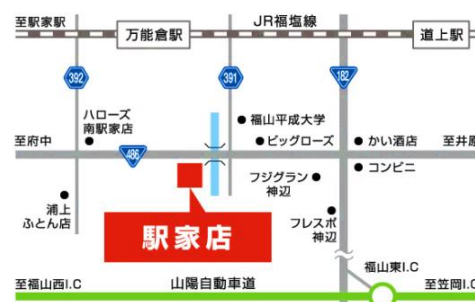 至駅家駅
万能倉駅
JR福塩線
道上駅
392
391
182
ハローズ
南駅家店
福山平成大学
至府中
486
ビッグローズ
かい酒店
至井原
フジグラン
神辺
コンビニ
浦上
ふとん店
駅家店
フレスポ
神辺
福山東I.C
至福山西I.C
山陽自動車道
至笠岡I.C